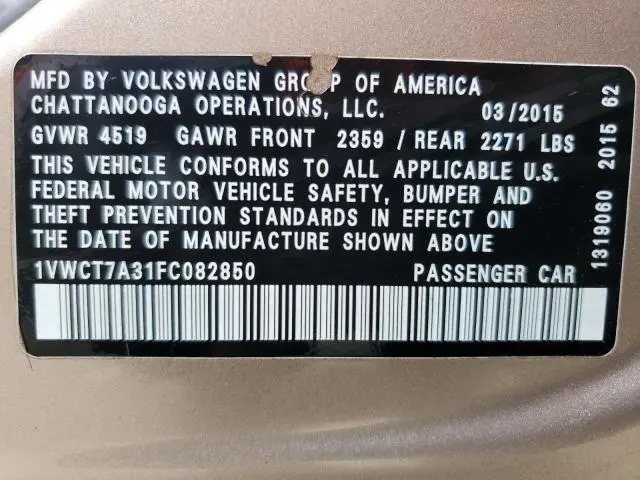 MFD BY VOLKSWAGEN GROUP OF AMERICA
CHATTANOOGA OPERATIONS, LLC. 03/2015
GVWR 4519 GAWR FRONT 2359 / REAR 2271 LBS
THIS VEHICLE CONFORMS TO ALL APPLICABLE U.S.
FEDERAL MOTOR VEHICLE SAFETY, BUMPER AND
THEFT PREVENTION STANDARDS IN EFFECT ON
THE DATE OF MANUFACTURE SHOWN ABOVE
1VWCT7A31FC082850 PASSENGER CAR
1319060 2015 62